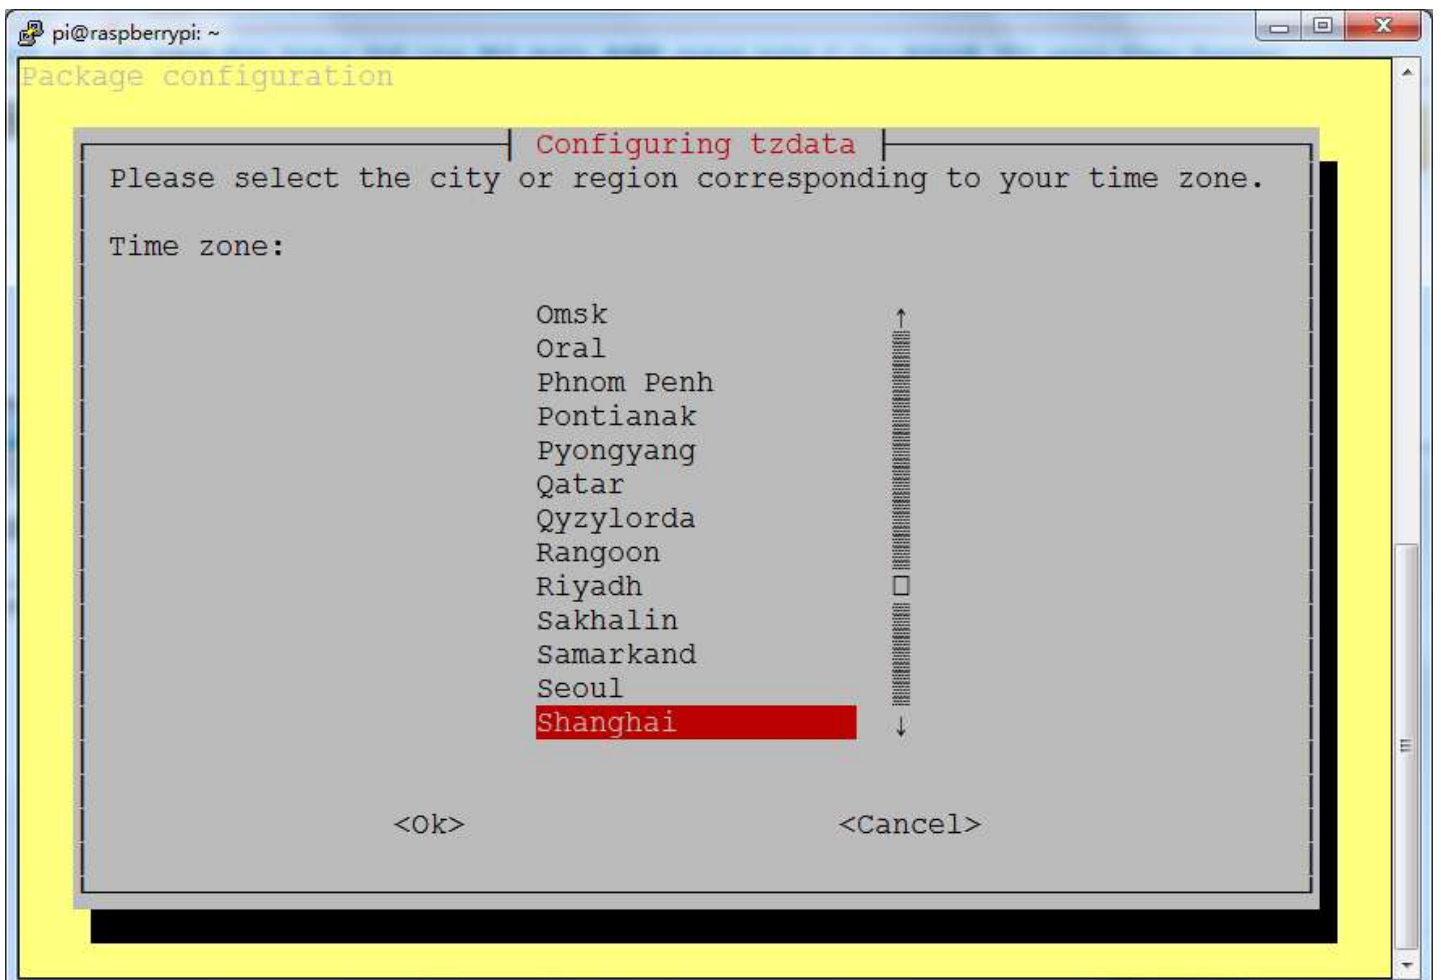 pi@raspberrypi: ~
Package configuration
Configuring tzdata
Please select the city or region corresponding to your time zone.
Time zone:
Omsk
Oral
Phnom Penh
Pontianak
Pyongyang
Qatar
Qyzylorda
Rangoon
Riyadh
Sakhalin
Samarkand
Seoul
Shanghai
<Ok> <Cancel>